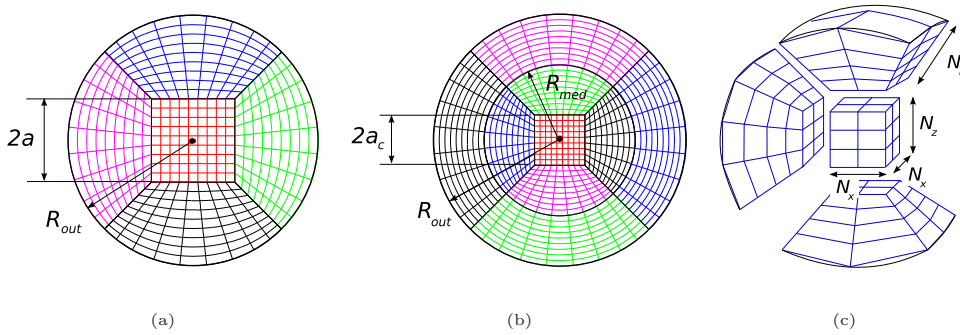 2a
R_out
(a)
2a_c
R_med
R_out
(b)
N_z
N_x
N_x
(c)